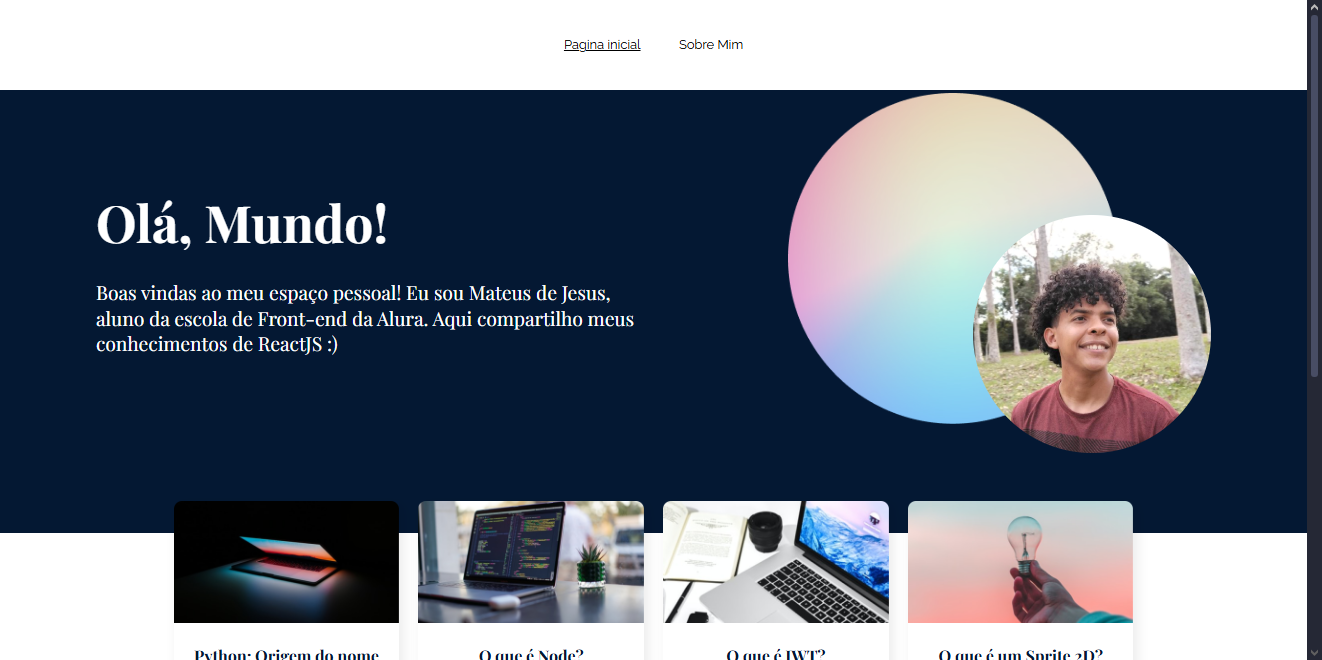 Pagina inicial Sobre Mim
Olá, Mundo!
Boas vindas ao meu espaço pessoal! Eu sou Mateus de Jesus,
aluno da escola de Front-end da Alura. Aqui compartilho meus
conhecimentos de ReactJS :)
Python: Origem do nome
O que é Node?
O que é JWT?
O que é um Sprite 2D?